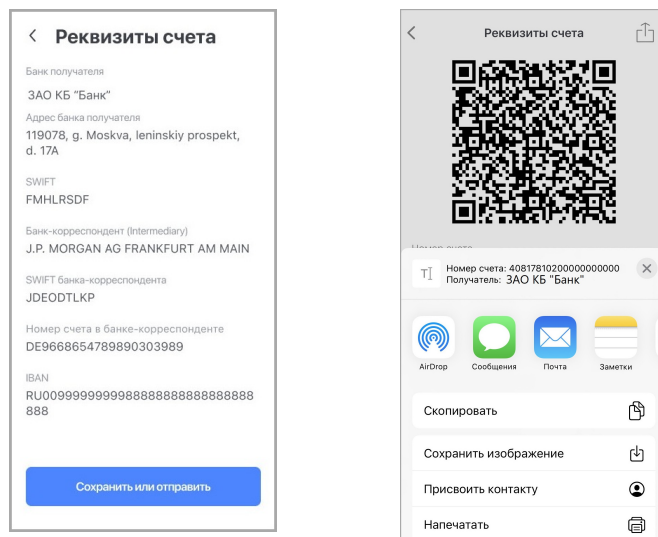 Реквизиты счета
Банк получателя
ЗАО КБ "Банк"
Адрес банка получателя
119078, g. Moskva, leninskiy prospekt,
d. 17A
SWIFT
FMHLRSDF
Банк-корреспондент (Intermediary)
J.P. MORGAN AG FRANKFURT AM MAIN
SWIFT банка-корреспондента
JDEODTLKP
Номер счета в банке-корреспонденте
DE9668654789890303989
IBAN
RU0099999999988888888888888888
888
Сохранить или отправить
Реквизиты счета
Номер счета
Номер счета: 40817810200000000000
Получатель: ЗАО КБ "Банк"
AirDrop
Сообщения
Почта
Заметки
Скопировать
Сохранить изображение
Присвоить контакту
Напечатать